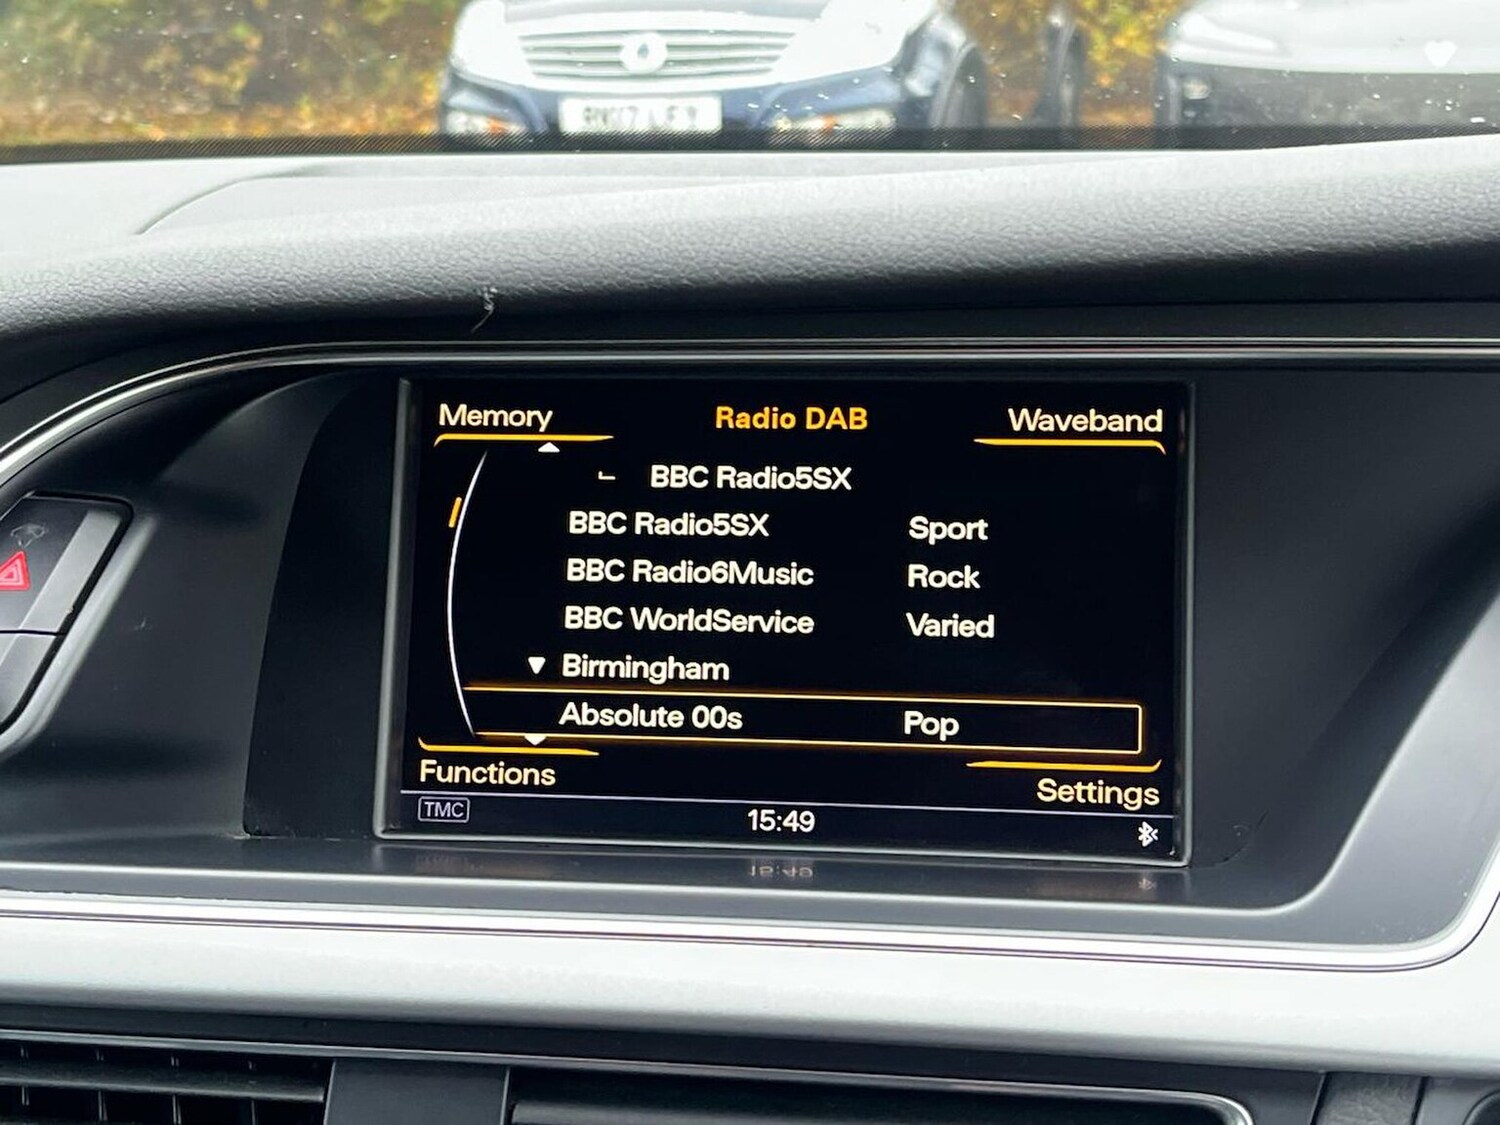 Memory Radio DAB Waveband
BBC Radio5SX
BBC Radio5SX Sport
BBC Radio6Music Rock
BBC WorldService Varied
Birmingham
Absolute 00s Pop
Functions Settings
TMC 15:49